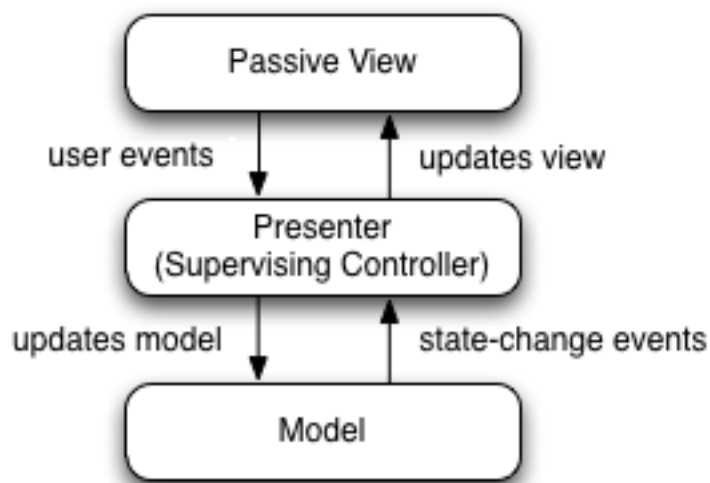 Passive View
user events
updates view
Presenter
(Supervising Controller)
updates model
state-change events
Model